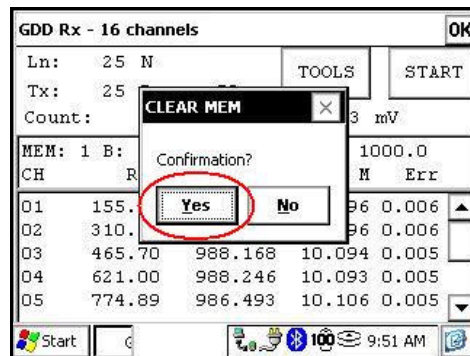 GDD Rx - 16 channels OK
Ln: 25 N TOOLS START
Tx: 25
Count: 3 mV
CLEAR MEM
Confirmation?
Yes No
MEM: 1 B: 1000.0
CH R M Err
01 155. 96 0.006
02 310. 96 0.006
03 465.70 988.168 10.094 0.005
04 621.00 988.246 10.093 0.005
05 774.89 986.493 10.106 0.005
Start 100 9:51 AM